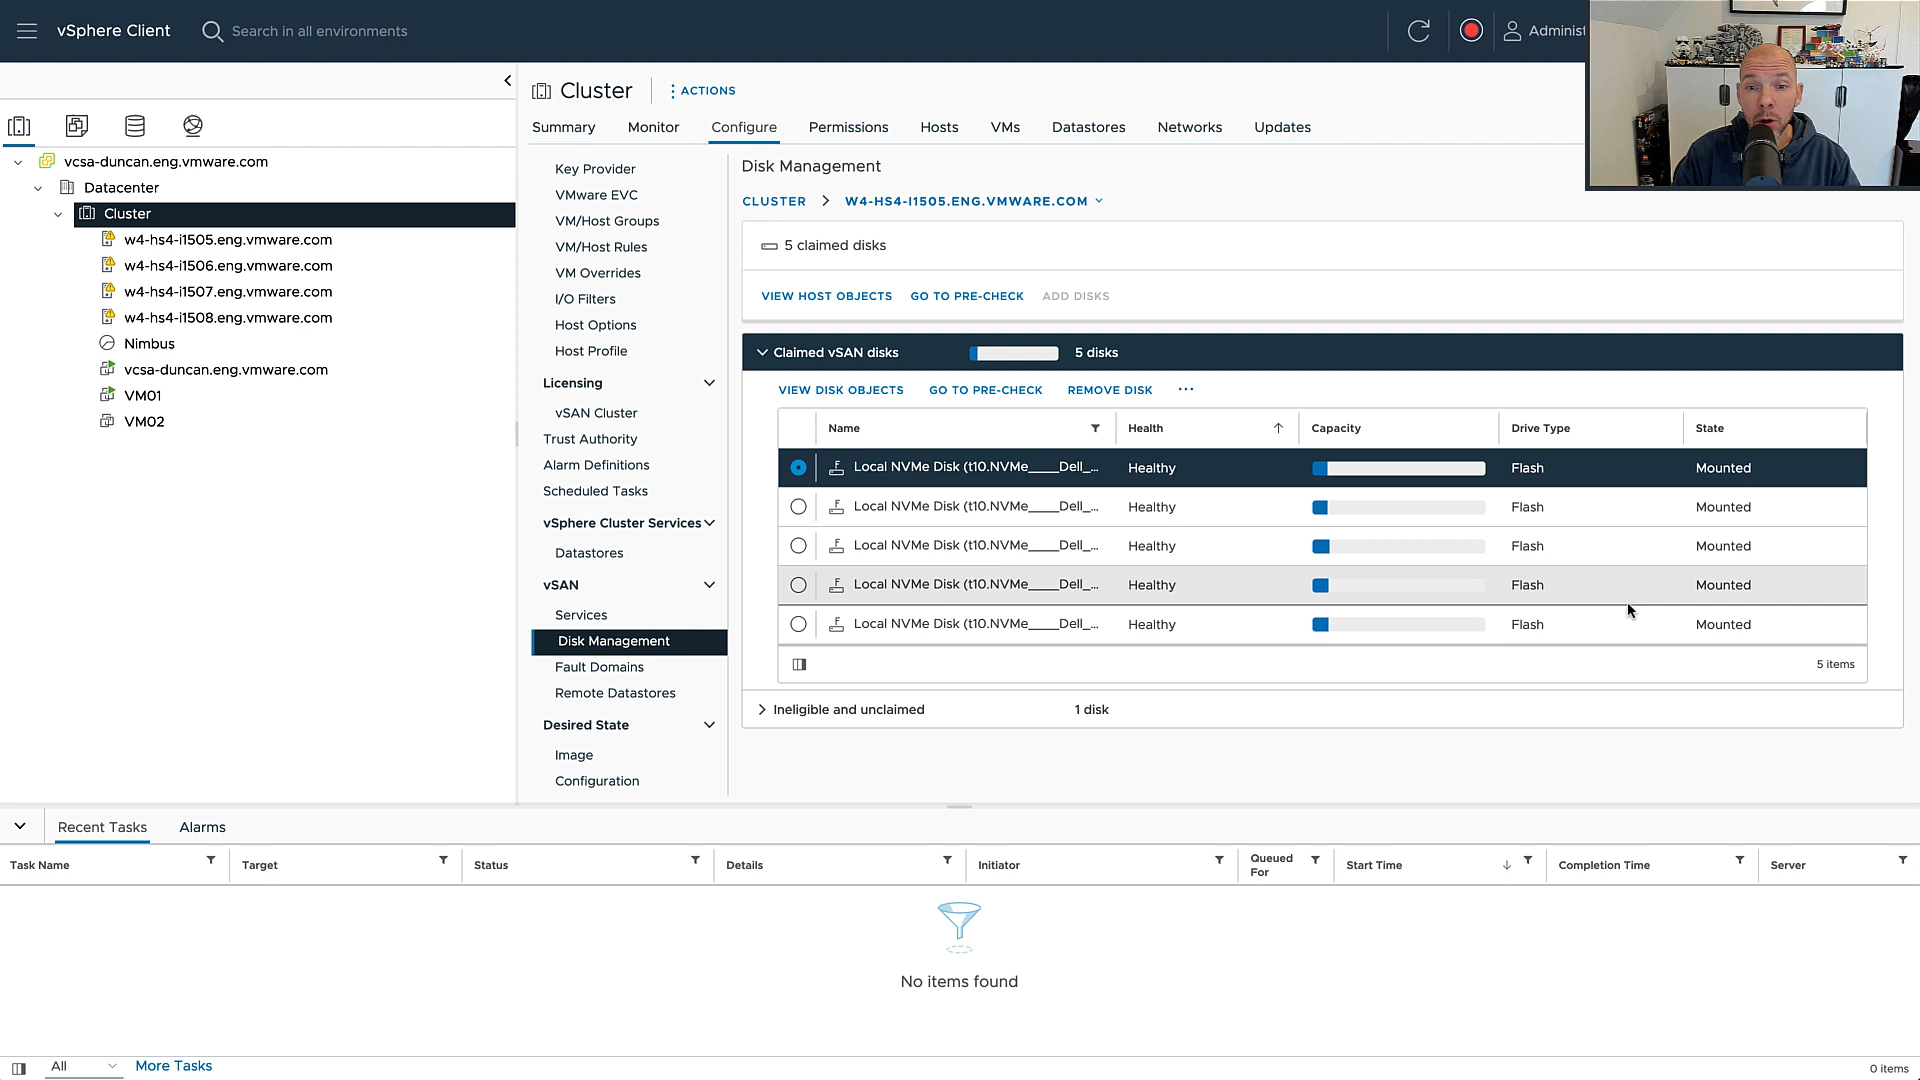 vSphere Client
Search in all environments
Administ
Cluster
ACTIONS
Summary
Monitor
Configure
Permissions
Hosts
VMs
Datastores
Networks
Updates
vcsa-duncan.eng.vmware.com
Datacenter
Cluster
w4-hs4-i1505.eng.vmware.com
w4-hs4-i1506.eng.vmware.com
w4-hs4-i1507.eng.vmware.com
w4-hs4-i1508.eng.vmware.com
Nimbus
vcsa-duncan.eng.vmware.com
VM01
VM02
Key Provider
VMware EVC
VM/Host Groups
VM/Host Rules
VM Overrides
I/O Filters
Host Options
Host Profile
Licensing
vSAN Cluster
Trust Authority
Alarm Definitions
Scheduled Tasks
vSphere Cluster Services
Datastores
vSAN
Services
Disk Management
Fault Domains
Remote Datastores
Desired State
Image
Configuration
Disk Management
CLUSTER > W4-HS4-I1505.ENG.VMWARE.COM
5 claimed disks
VIEW HOST OBJECTS GO TO PRE-CHECK ADD DISKS
Claimed vSAN disks 5 disks
VIEW DISK OBJECTS GO TO PRE-CHECK REMOVE DISK ...
Name Health Capacity Drive Type State
F Local NVMe Disk (t10.NVMe____Dell_... Healthy Flash Mounted
F Local NVMe Disk (t10.NVMe____Dell_... Healthy Flash Mounted
F Local NVMe Disk (t10.NVMe____Dell_... Healthy Flash Mounted
F Local NVMe Disk (t10.NVMe____Dell_... Healthy Flash Mounted
F Local NVMe Disk (t10.NVMe____Dell_... Healthy Flash Mounted
5 items
Ineligible and unclaimed 1 disk
Recent Tasks Alarms
Task Name Target Status Details Initiator Queued For Start Time Completion Time Server
No items found
All More Tasks
0 items